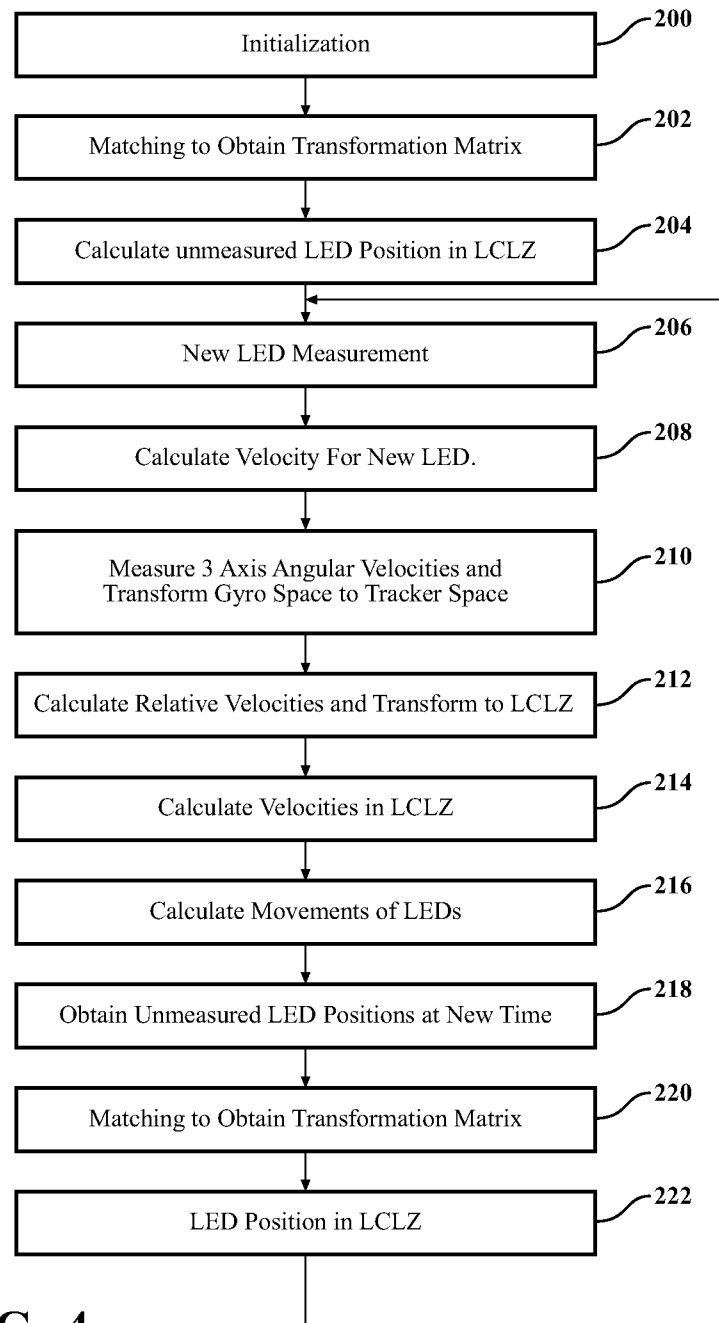 Initialization
200
Matching to Obtain Transformation Matrix
202
Calculate unmeasured LED Position in LCLZ
204
New LED Measurement
206
Calculate Velocity For New LED.
208
Measure 3 Axis Angular Velocities and
Transform Gyro Space to Tracker Space
210
Calculate Relative Velocities and Transform to LCLZ
212
Calculate Velocities in LCLZ
214
Calculate Movements of LEDs
216
Obtain Unmeasured LED Positions at New Time
218
Matching to Obtain Transformation Matrix
220
LED Position in LCLZ
222